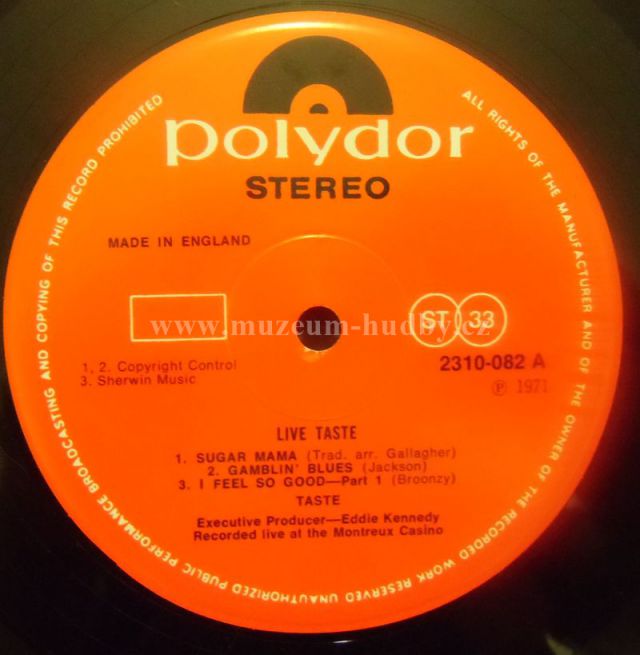 polydor
STEREO
MADE IN ENGLAND
ST 33
2310-082 A
℗ 1971
1, 2. Copyright Control
3. Sherwin Music
LIVE TASTE
1. SUGAR MAMA (Trad. arr. Gallagher)
2. GAMBLIN' BLUES (Jackson)
3. I FEEL SO GOOD—Part 1 (Broonzy)
TASTE
Executive Producer—Eddie Kennedy
Recorded live at the Montreux Casino
ALL RIGHTS OF THE MANUFACTURER AND OF THE OWNER OF THE RECORDED WORK RESERVED UNAUTHORIZED PUBLIC PERFORMANCE BROADCASTING AND COPYING OF THIS RECORD PROHIBITED
www.muzeum-hudby.cz